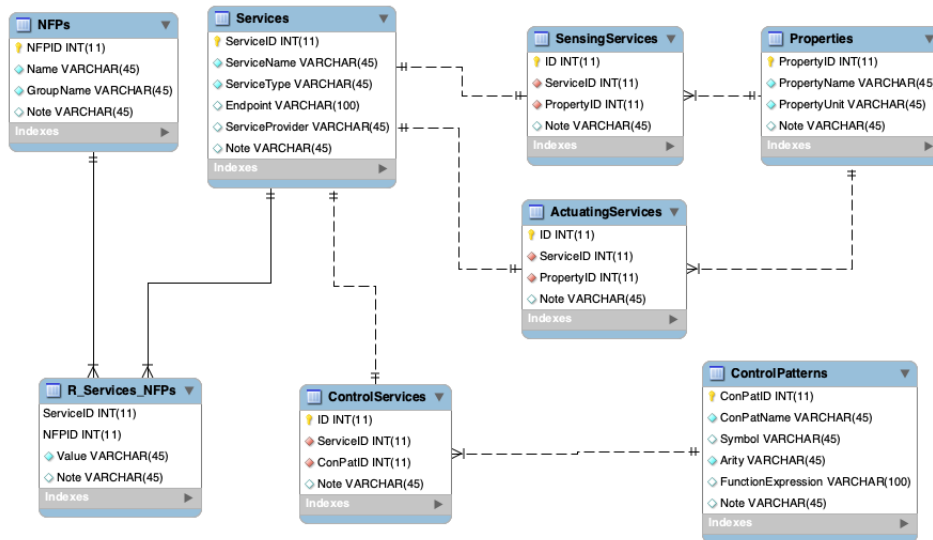 NFPs
NFPID INT(11)
Name VARCHAR(45)
GroupName VARCHAR(45)
Note VARCHAR(45)
Indexes
Services
ServiceID INT(11)
ServiceName VARCHAR(45)
ServiceType VARCHAR(45)
Endpoint VARCHAR(100)
ServiceProvider VARCHAR(45)
Note VARCHAR(45)
Indexes
SensingServices
ID INT(11)
ServiceID INT(11)
PropertyID INT(11)
Note VARCHAR(45)
Indexes
Properties
PropertyID INT(11)
PropertyName VARCHAR(45)
PropertyUnit VARCHAR(45)
Note VARCHAR(45)
Indexes
ActuatingServices
ID INT(11)
ServiceID INT(11)
PropertyID INT(11)
Note VARCHAR(45)
Indexes
R_Services_NFPs
ServiceID INT(11)
NFPID INT(11)
Value VARCHAR(45)
Note VARCHAR(45)
Indexes
ControlServices
ID INT(11)
ServiceID INT(11)
ConPatID INT(11)
Note VARCHAR(45)
Indexes
ControlPatterns
ConPatID INT(11)
ConPatName VARCHAR(45)
Symbol VARCHAR(45)
Arity VARCHAR(45)
FunctionExpression VARCHAR(100)
Note VARCHAR(45)
Indexes